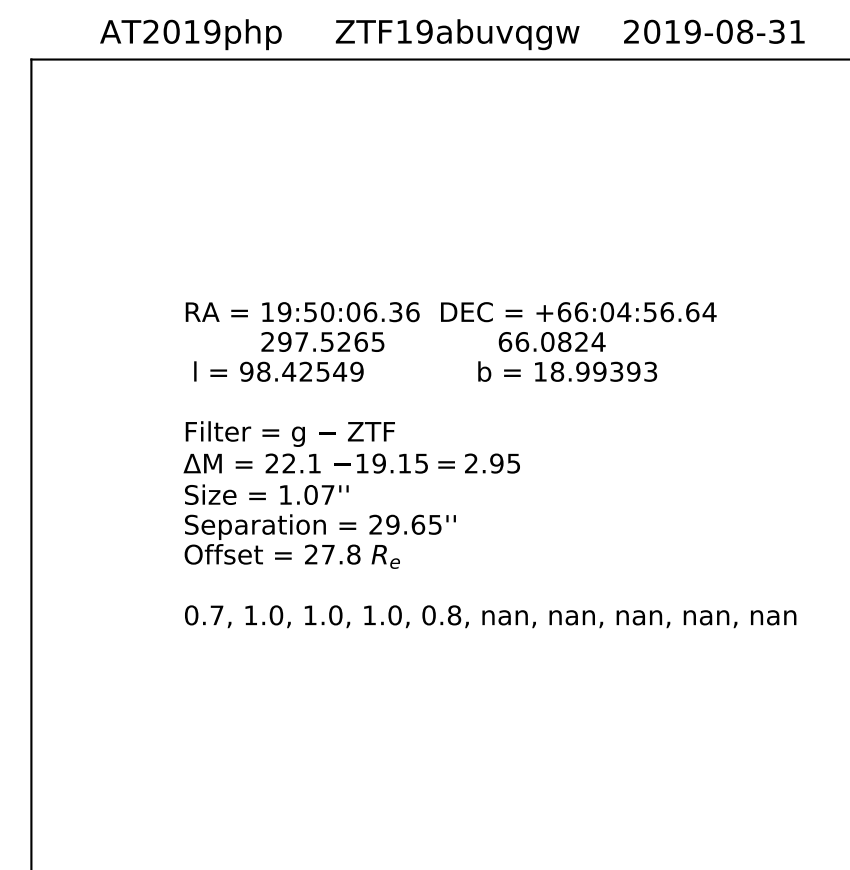 AT2019php ZTF19abuvqgw 2019-08-31
RA = 19:50:06.36 DEC = +66:04:56.64
297.5265 66.0824
l = 98.42549 b = 18.99393
Filter = g − ZTF
ΔM = 22.1 −19.15 = 2.95
Size = 1.07''
Separation = 29.65''
Offset = 27.8 Re
0.7, 1.0, 1.0, 1.0, 0.8, nan, nan, nan, nan, nan